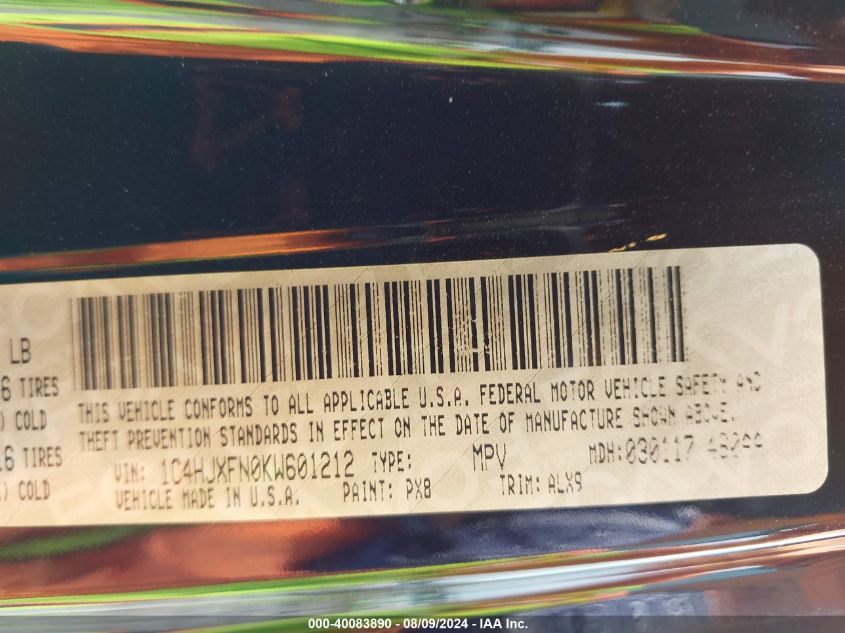 LB
6 TIRES
) COLD
16 TIRES
) COLD
THIS VEHICLE CONFORMS TO ALL APPLICABLE U.S.A. FEDERAL MOTOR VEHICLE SAFETY AND
THEFT PREVENTION STANDARDS IN EFFECT ON THE DATE OF MANUFACTURE SHOWN ABOVE.
VIN: 1C4HJXFN0KW601212 TYPE: MPV MDH:
VEHICLE MADE IN U.S.A. PAINT: PX8 TRIM: ALX9
000-40083890 - 08/09/2024 - IAA Inc.